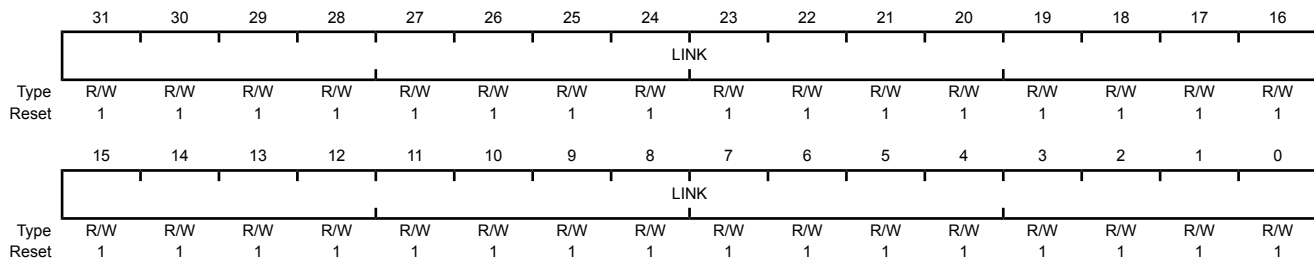 31 30 29 28 27 26 25 24 23 22 21 20 19 18 17 16
LINK
Type R/W R/W R/W R/W R/W R/W R/W R/W R/W R/W R/W R/W R/W R/W R/W R/W
Reset 1 1 1 1 1 1 1 1 1 1 1 1 1 1 1 1
15 14 13 12 11 10 9 8 7 6 5 4 3 2 1 0
LINK
Type R/W R/W R/W R/W R/W R/W R/W R/W R/W R/W R/W R/W R/W R/W R/W R/W
Reset 1 1 1 1 1 1 1 1 1 1 1 1 1 1 1 1